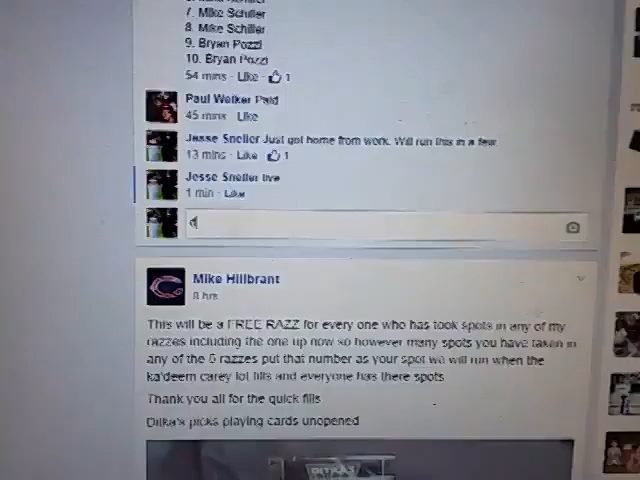 7. Mike Schiller
8. Mike Schiller
9. Bryan Pozzi
10. Bryan Pozzi
54 mins · Like · 1
Paul Welker Paid
45 mins · Like
Jesse Sneller Just got home from work. Will run this in a few
13 mins · Like · 1
Jesse Sneller live
1 min · Like
d
Mike Hillbrant
8 hrs
This will be a FREE RAZZ for every one who has took spots in any of my
razzes including the one up now so however many spots you have taken in
any of the 6 razzes put that number as your spot we will run when the
ka'deem carey lot fills and everyone has there spots
Thank you all for the quick fills
Ditka's picks playing cards unopened
DITKA'S